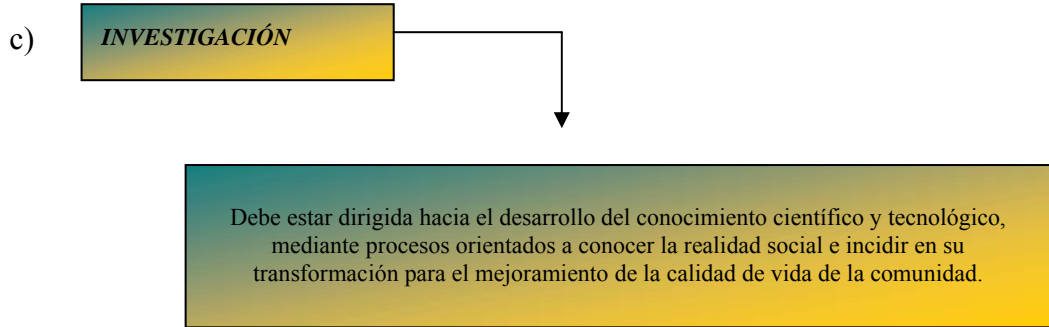 c) INVESTIGACIÓN
Debe estar dirigida hacia el desarrollo del conocimiento científico y tecnológico,
mediante procesos orientados a conocer la realidad social e incidir en su
transformación para el mejoramiento de la calidad de vida de la comunidad.